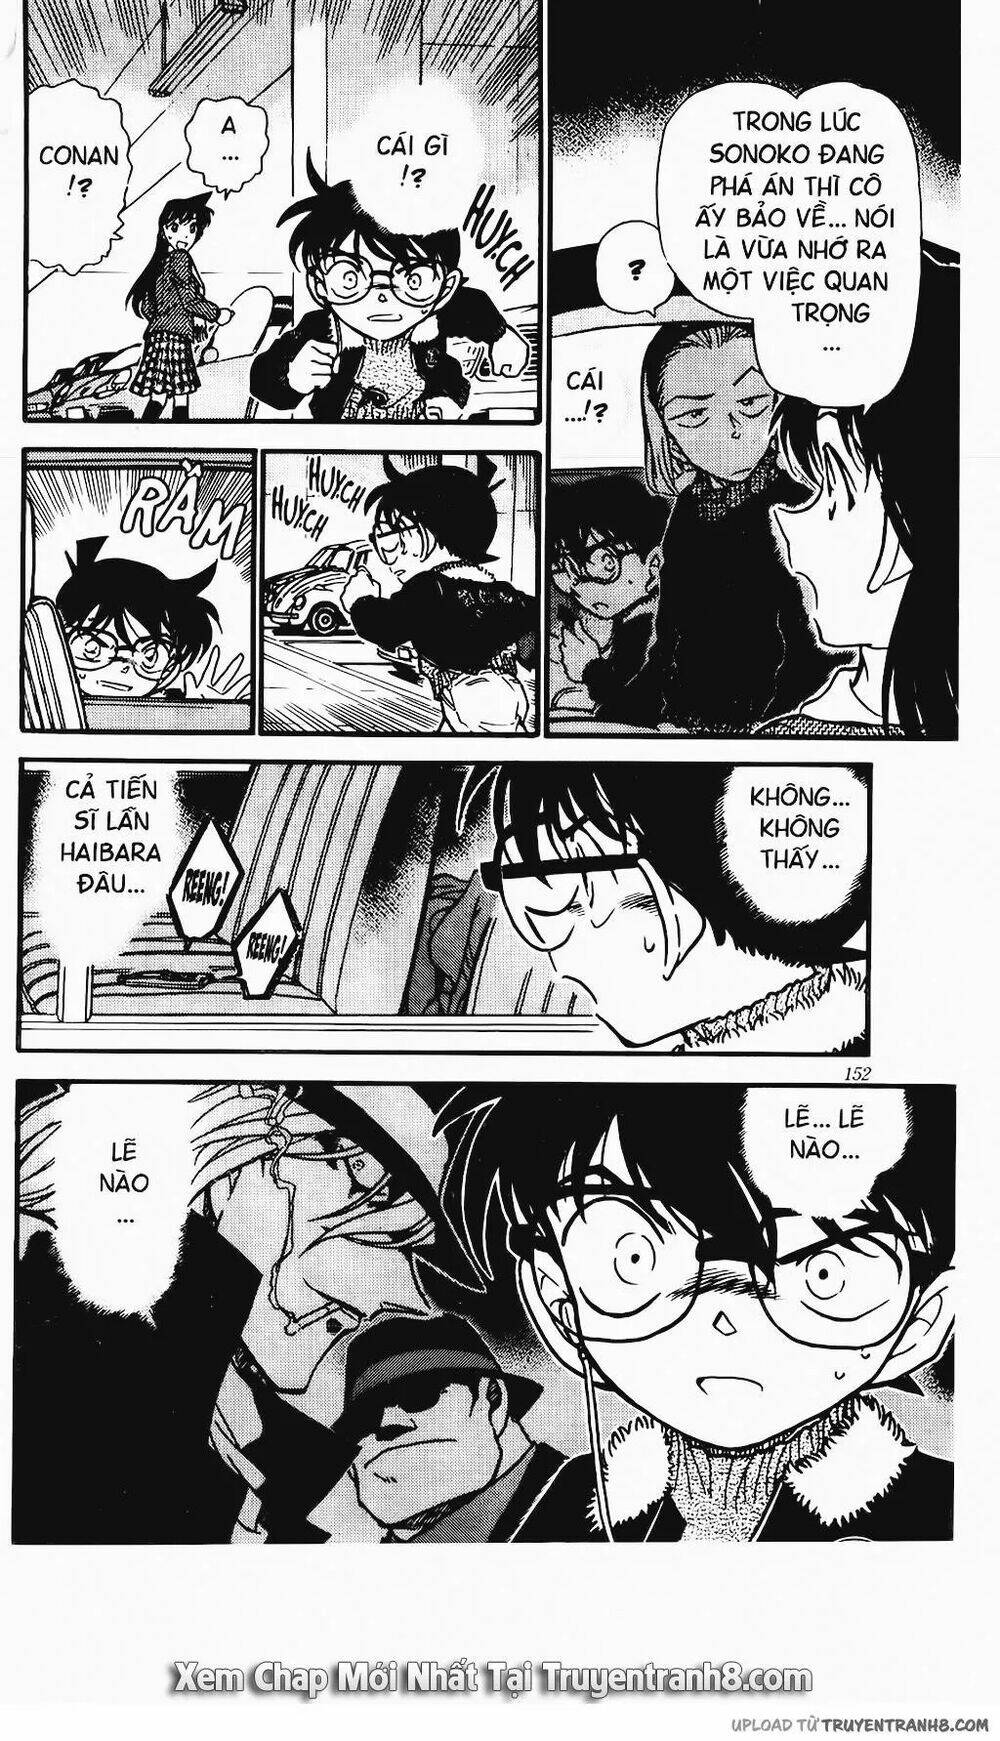 TRONG LÚC
SONOKO ĐANG
PHÁ ÁN THÌ CÔ
ẤY BẢO VỀ... NÓI
LÀ VỪA NHỚ RA
MỘT VIỆC QUAN
TRỌNG
...
?
CÁI
...!?
CÁI GÌ
!?
HUỴCH
HUỴCH
A
...
CONAN
!?
HUỴCH
HUỴCH
RẦM
KHÔNG...
KHÔNG
THẤY...
CẢ TIẾN
SĨ LẪN
HAIBARA
ĐÂU...
REENG!
REENG!
152
LẼ... LẼ
NÀO...
LẼ
NÀO
...
Xem Chap Mới Nhất Tại Truyentranh8.com
UPLOAD TỪ TRUYENTRANH8.COM